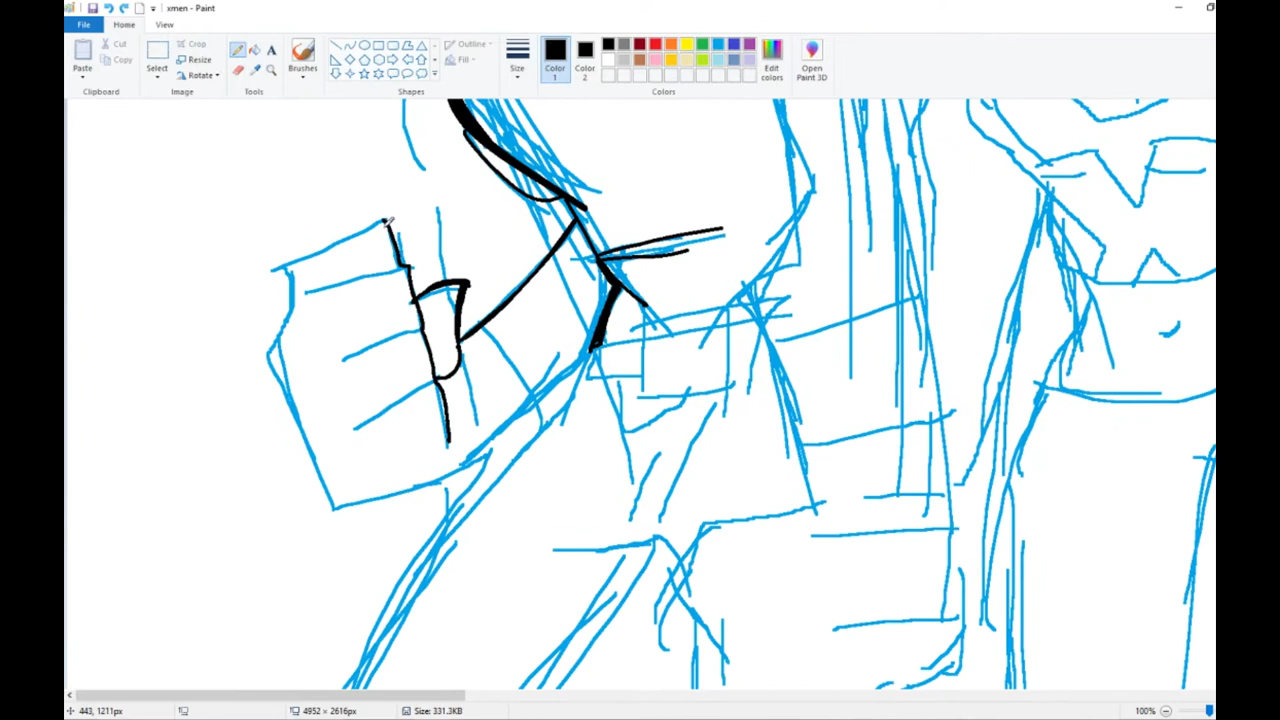 xmen - Paint
File Home View
Paste
Clipboard
Cut
Copy
Select
Crop
Resize
Rotate
Image
A
Tools
Brushes
Outline
Fill
Shapes
Size
Color 1
Color 2
Edit colors
Open Paint 3D
Colors
443, 1211px
4952 × 2616px
Size: 331.3KB
100%